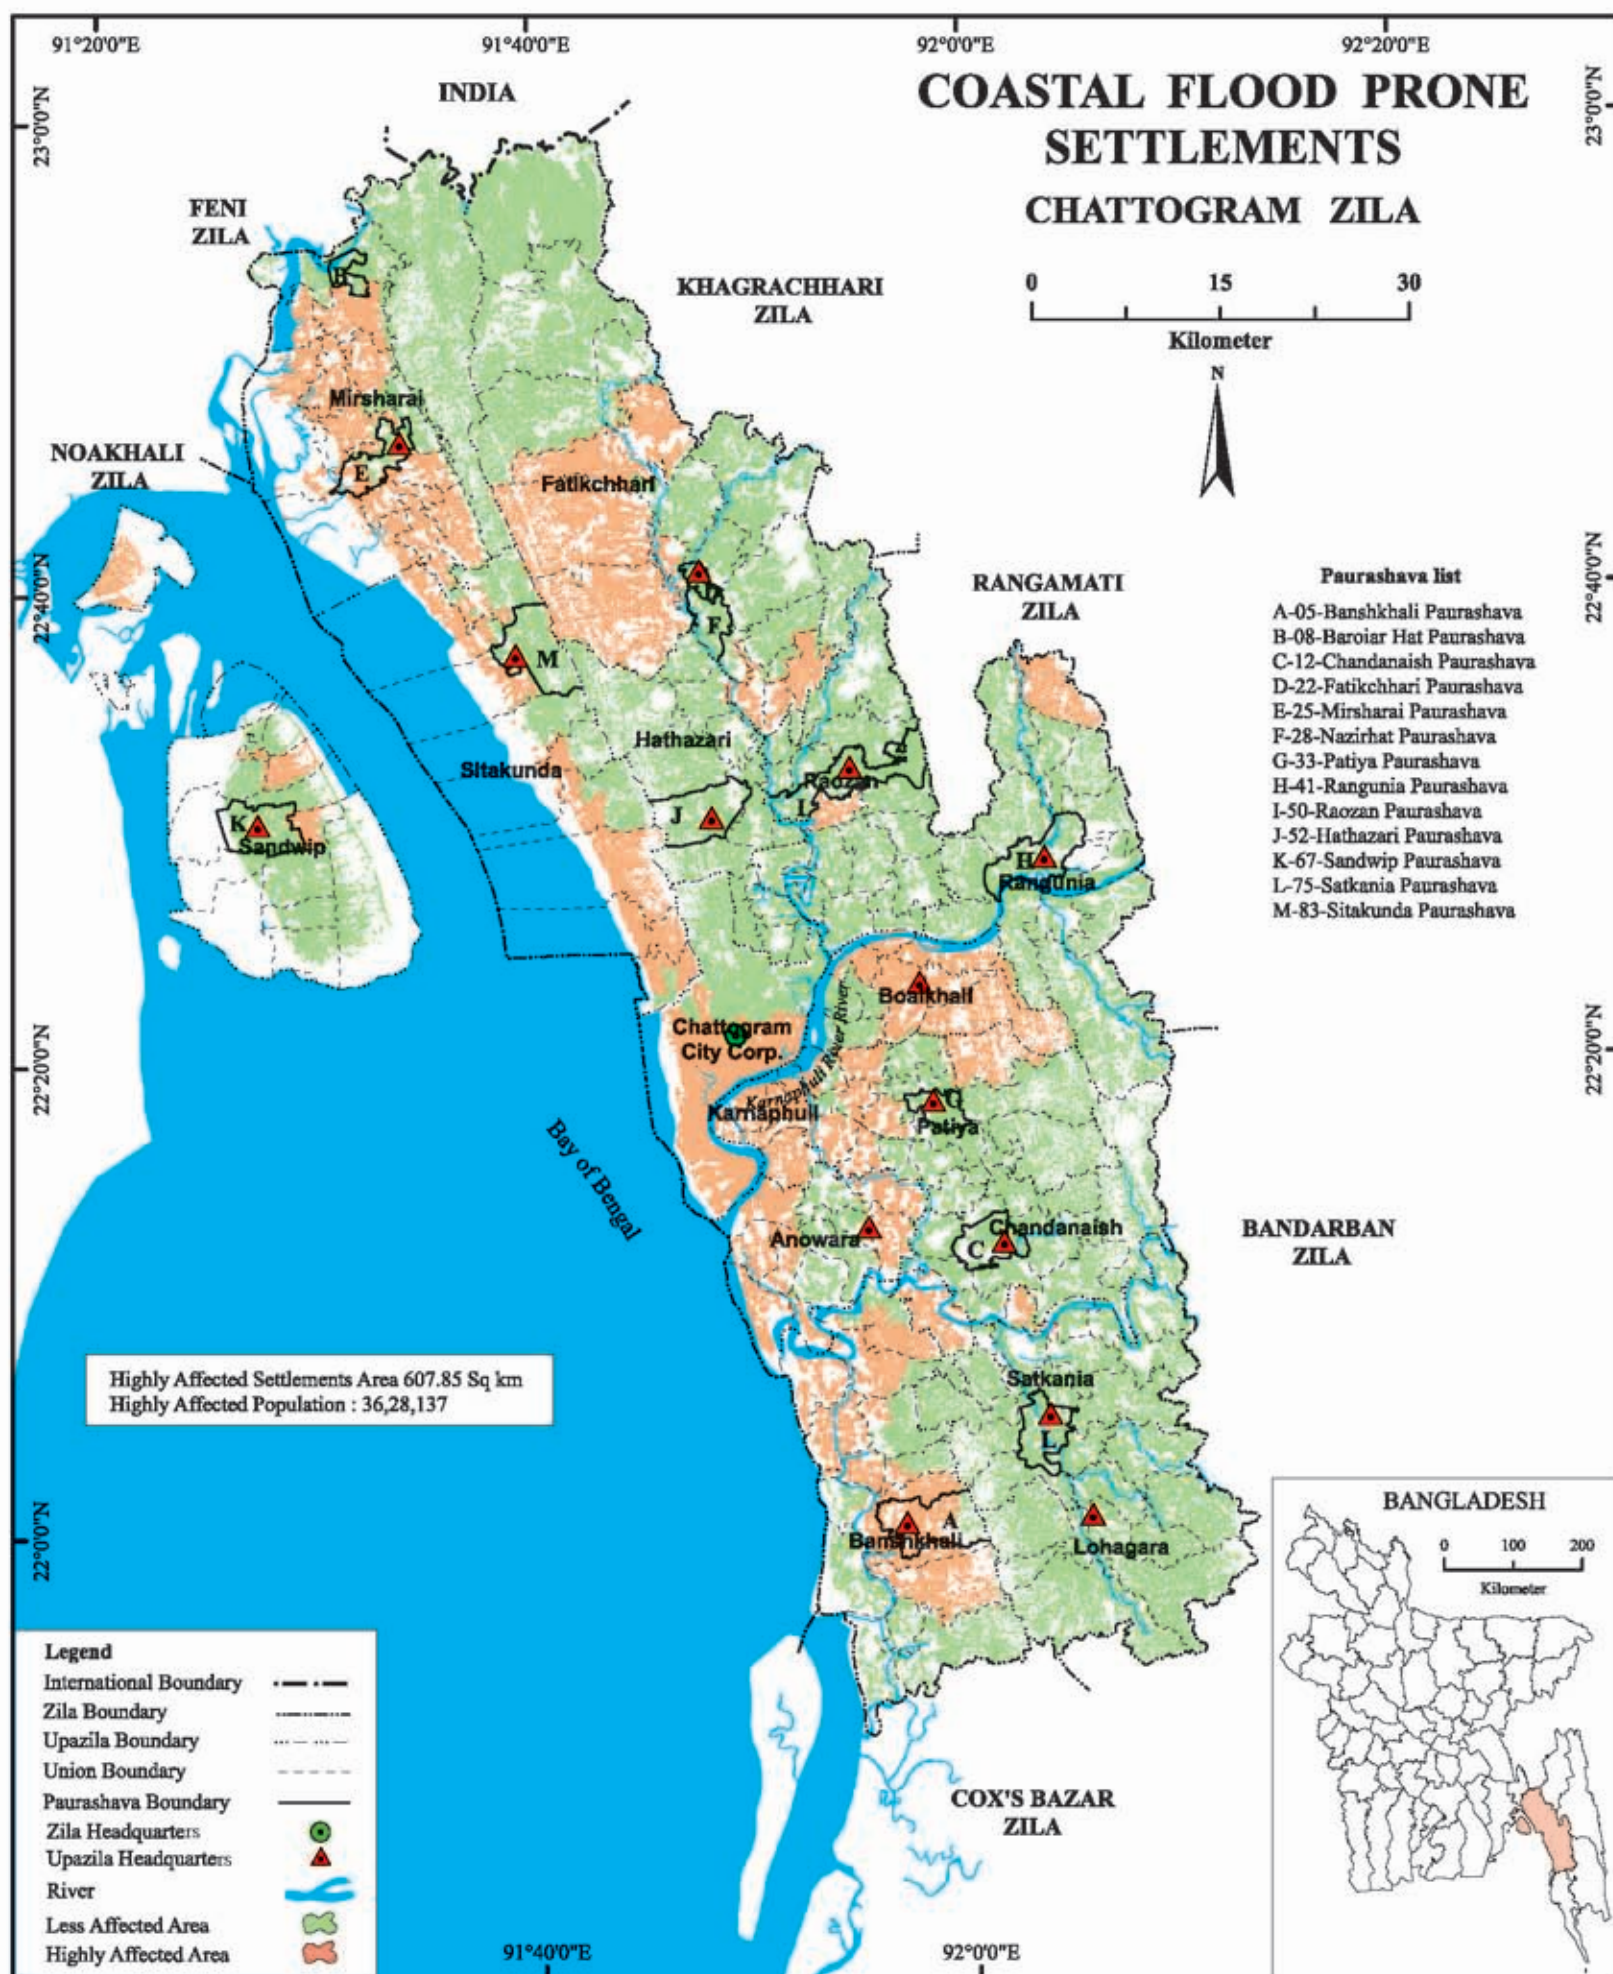 91°20'0"E
91°40'0"E
92°0'0"E
92°20'0"E
INDIA
COASTAL FLOOD PRONE
SETTLEMENTS
CHATTOGRAM ZILA
23°0'0"N
23°0'0"N
FENI
ZILA
KHAGRACHHARI
ZILA
0 15 30
Kilometer
N
B
Mirsharai
E
NOAKHALI
ZILA
Fatikchhari
22°40'0"N
22°40'0"N
RANGAMATI
ZILA
Paurashava list
A-05-Banshkhali Paurashava
B-08-Baroiar Hat Paurashava
C-12-Chandanaish Paurashava
D-22-Fatikchhari Paurashava
E-25-Mirsharai Paurashava
F-28-Nazirhat Paurashava
G-33-Patiya Paurashava
H-41-Rangunia Paurashava
I-50-Raozan Paurashava
J-52-Hathazari Paurashava
K-67-Sandwip Paurashava
L-75-Satkania Paurashava
M-83-Sitakunda Paurashava
D
F
M
Hathazari
Sitakunda
Raozan
I
J
K
Sandwip
H
Rangunia
Boalkhali
Chattogram
City Corp.
Karnaphuli River River
Karnaphuli
G
Patiya
22°20'0"N
22°20'0"N
Bay of Bengal
Anowara
Chandanaish
C
BANDARBAN
ZILA
Highly Affected Settlements Area 607.85 Sq km
Highly Affected Population : 36,28,137
Satkania
L
A
Banshkhali
Lohagara
22°0'0"N
BANGLADESH
0 100 200
Kilometer
Legend
International Boundary
Zila Boundary
Upazila Boundary
Union Boundary
Paurashava Boundary
Zila Headquarters
Upazila Headquarters
River
Less Affected Area
Highly Affected Area
COX'S BAZAR
ZILA
91°40'0"E
92°0'0"E